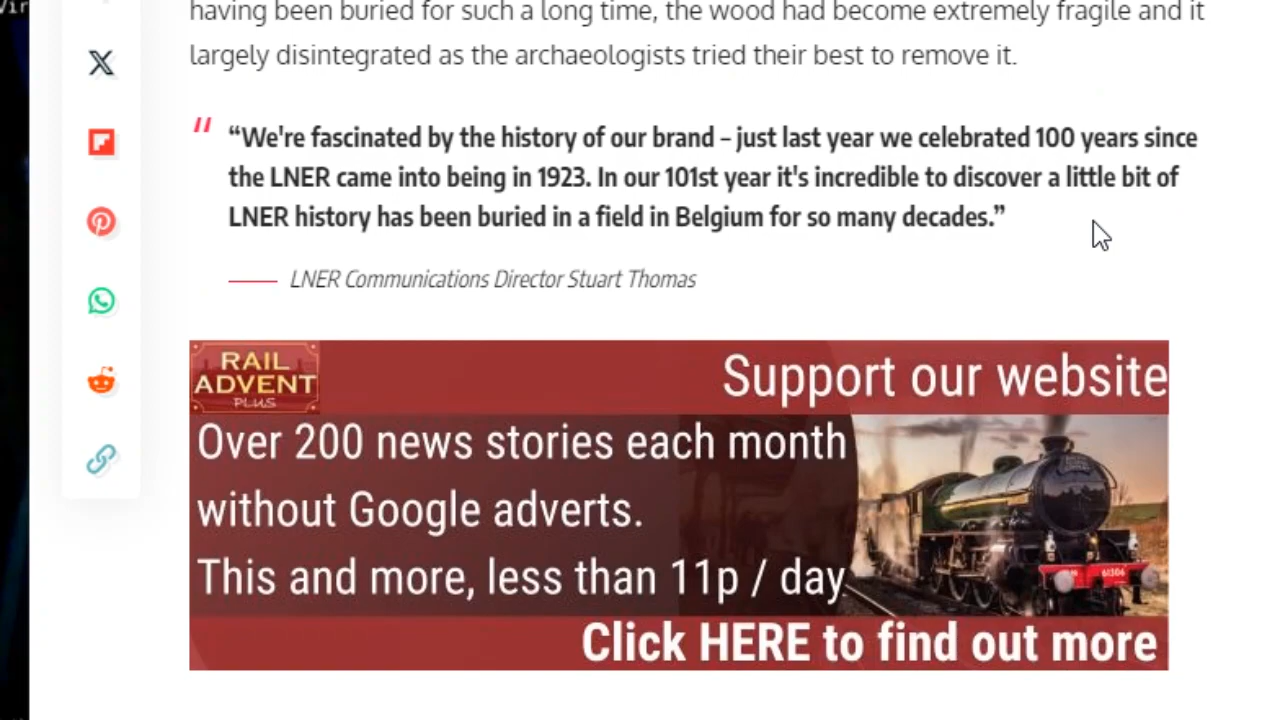 Vir
having been buried for such a long time, the wood had become extremely fragile and it
largely disintegrated as the archaeologists tried their best to remove it.
“We're fascinated by the history of our brand – just last year we celebrated 100 years since
the LNER came into being in 1923. In our 101st year it's incredible to discover a little bit of
LNER history has been buried in a field in Belgium for so many decades.”
LNER Communications Director Stuart Thomas
RAIL
ADVENT
PLUS
Support our website
Over 200 news stories each month
without Google adverts.
This and more, less than 11p / day
61306
Click HERE to find out more